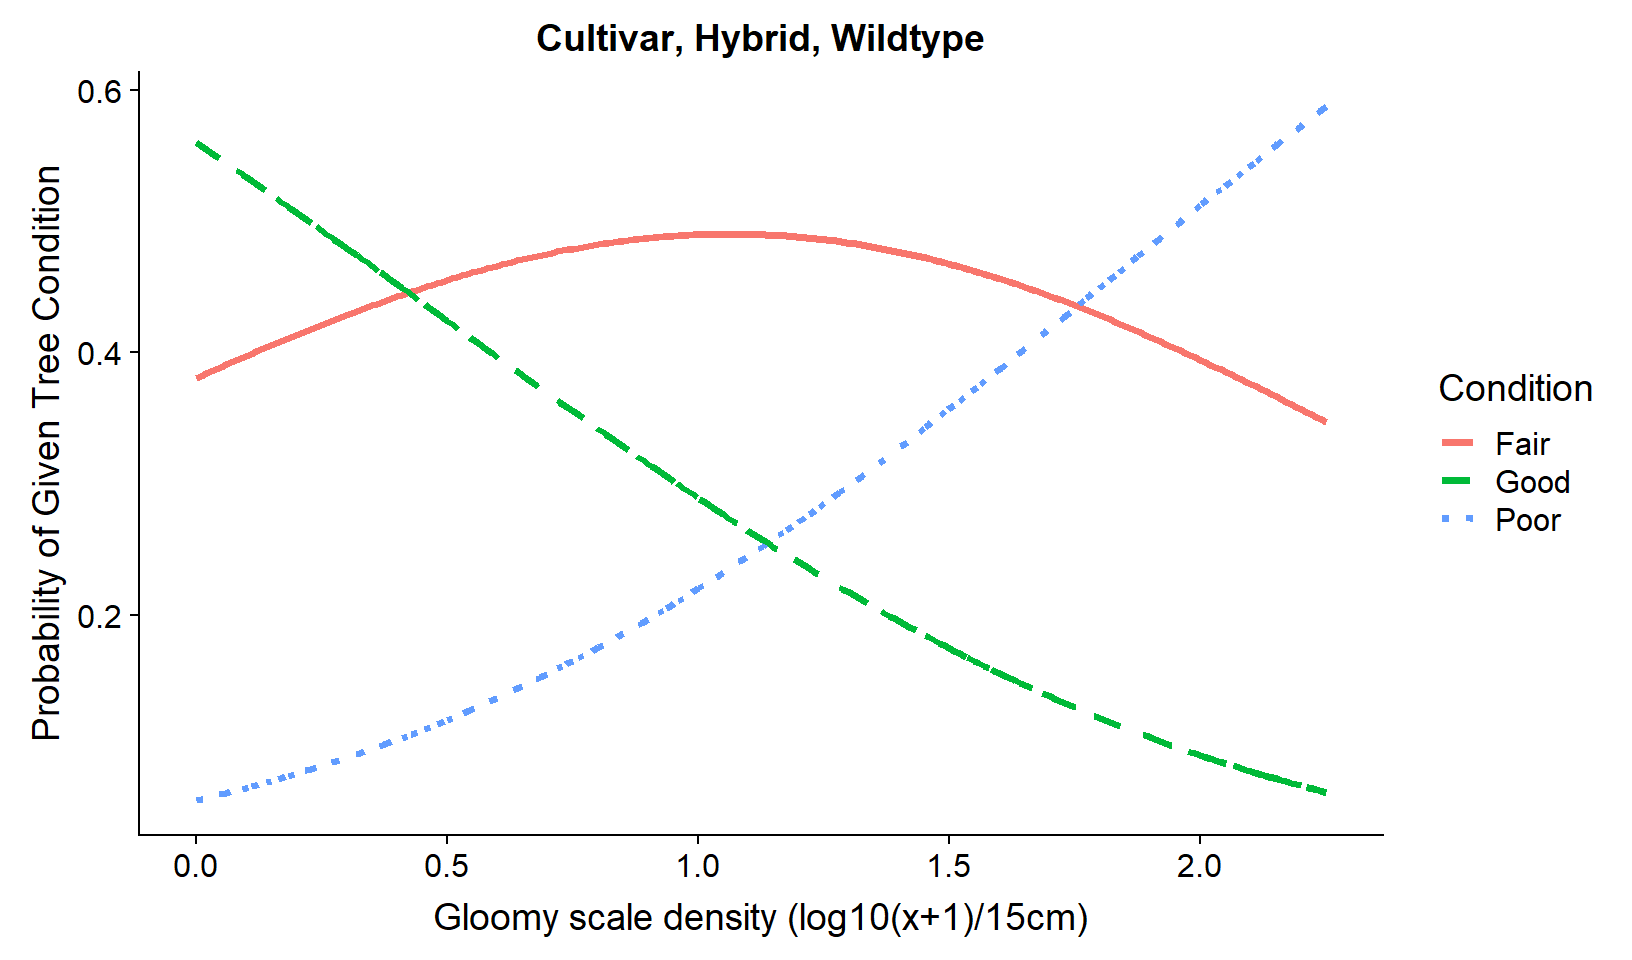 Cultivar, Hybrid, Wildtype
Probability of Given Tree Condition
0.6
0.4
0.2
0.0 0.5 1.0 1.5 2.0
Gloomy scale density (log10(x+1)/15cm)
Condition
Fair
Good
Poor